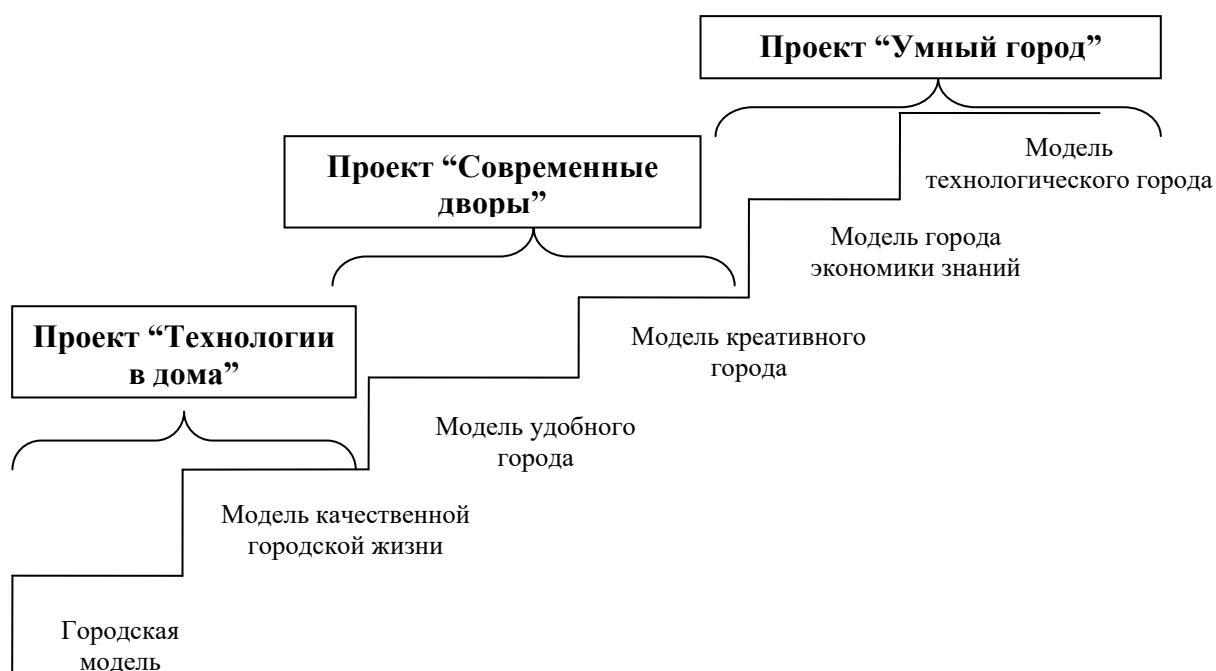 Проект “Умный город”
Модель
технологического города
Проект “Современные
дворы”
Модель города
экономики знаний
Проект “Технологии
в дома”
Модель креативного
города
Модель удобного
города
Модель качественной
городской жизни
Городская
модель